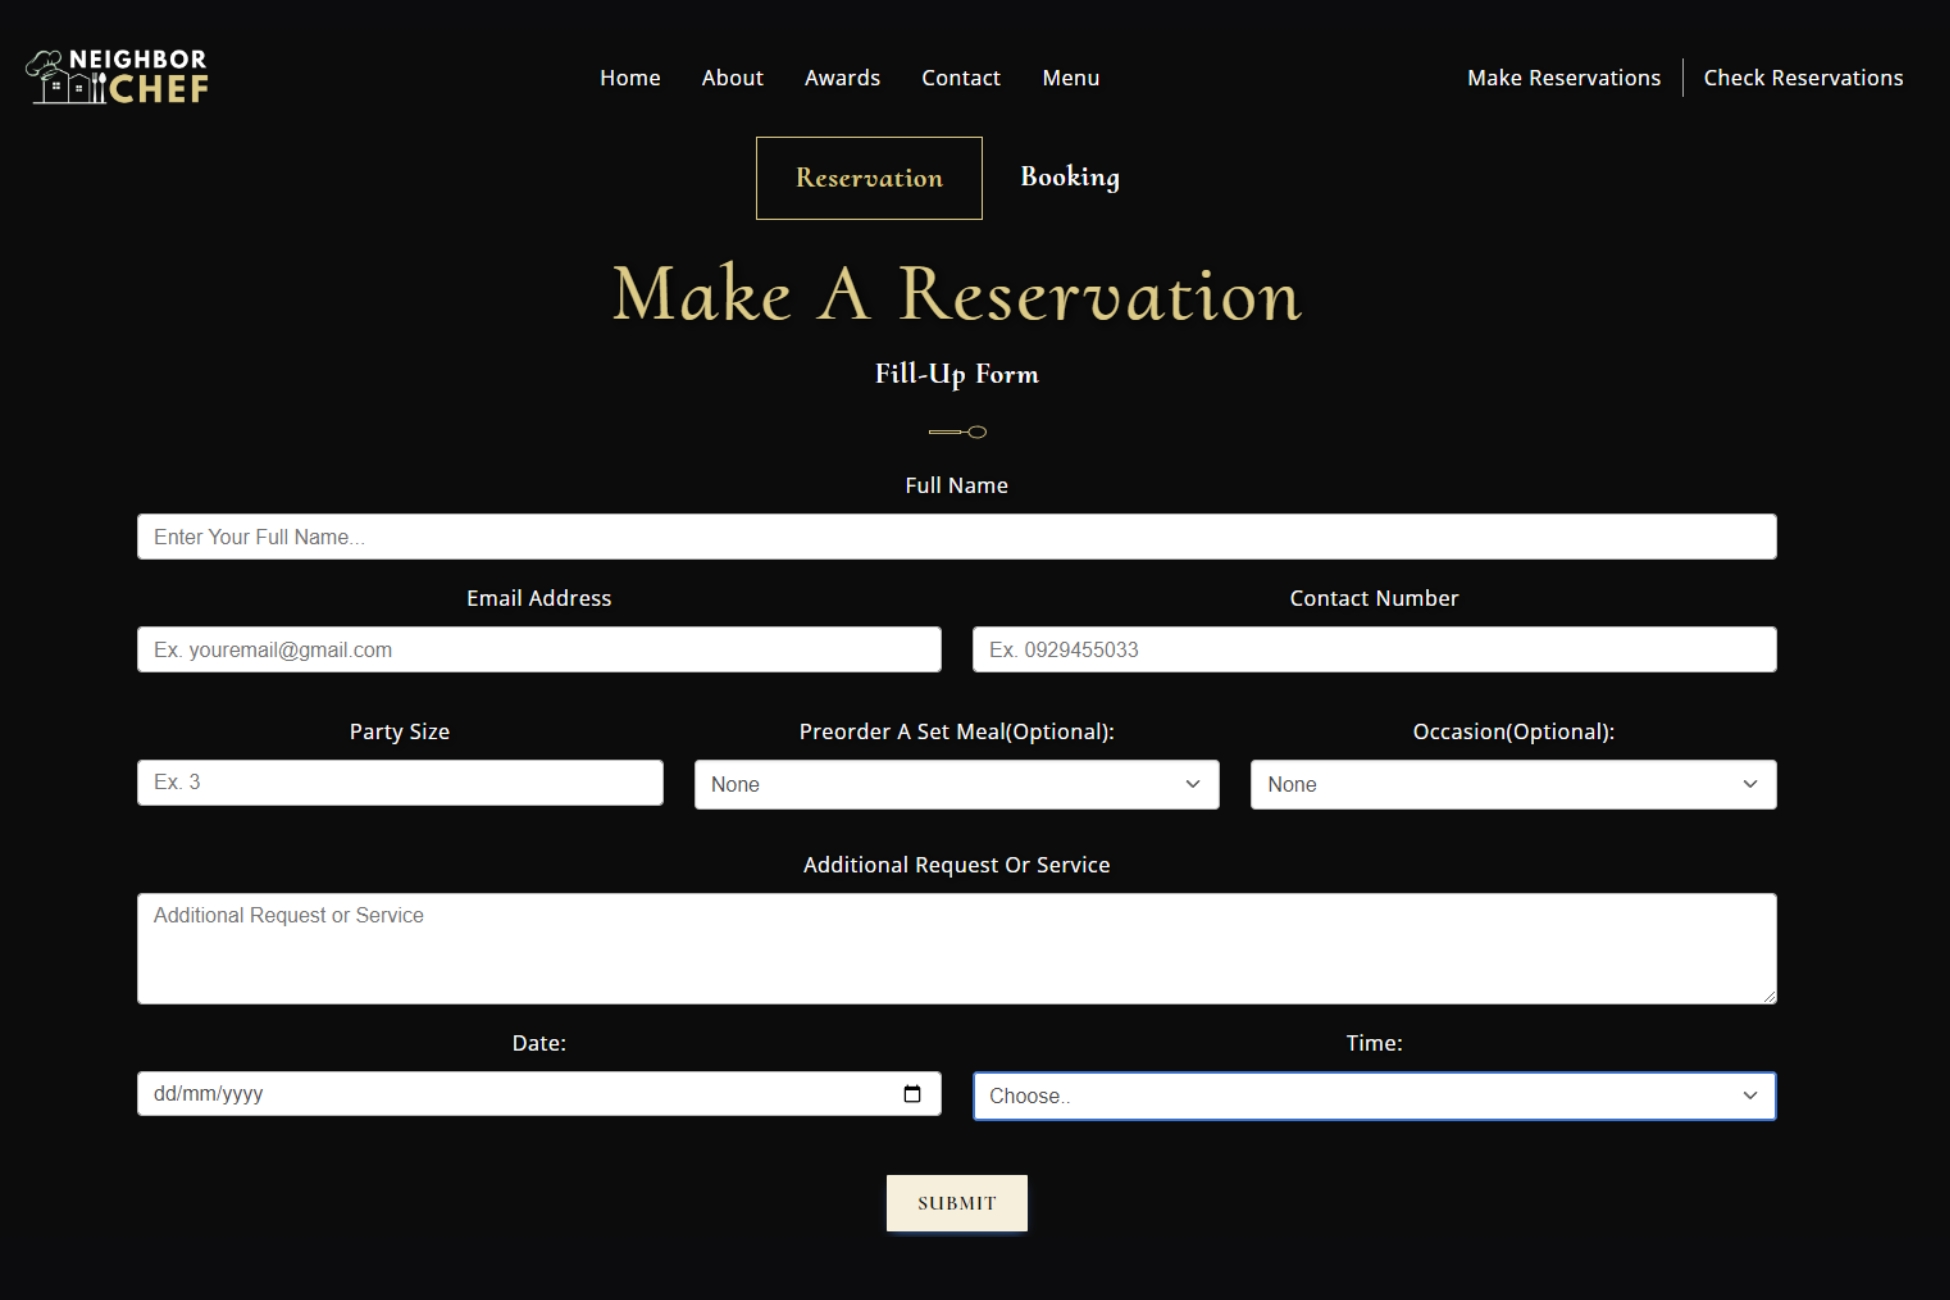 NEIGHBOR
CHEF
Home About Awards Contact Menu
Make Reservations Check Reservations
Reservation Booking
Make A Reservation
Fill-Up Form
Full Name
Enter Your Full Name...
Email Address Contact Number
Ex. youremail@gmail.com Ex. 0929455033
Party Size Preorder A Set Meal(Optional): Occasion(Optional):
Ex. 3 None None
Additional Request Or Service
Additional Request or Service
Date: Time:
dd/mm/yyyy Choose..
SUBMIT